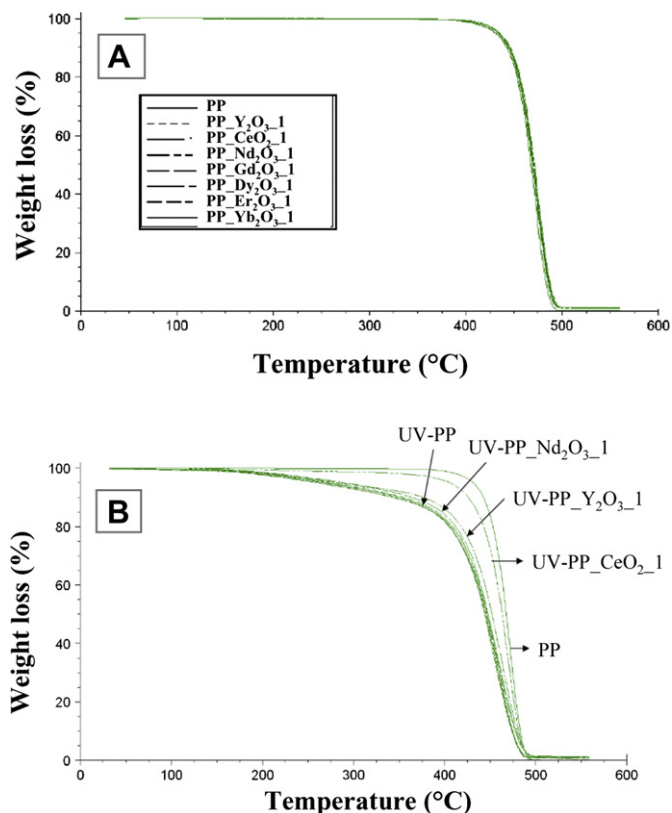 A
Weight loss (%)
100
80
60
40
20
0
PP
PP_Y₂O₃_1
PP_CeO₂_1
PP_Nd₂O₃_1
PP_Gd₂O₃_1
PP_Dy₂O₃_1
PP_Er₂O₃_1
PP_Yb₂O₃_1
0 100 200 300 400 500 600
Temperature (°C)
B
Weight loss (%)
100
80
60
40
20
0
UV-PP
UV-PP_Nd₂O₃_1
UV-PP_Y₂O₃_1
UV-PP_CeO₂_1
PP
0 100 200 300 400 500 600
Temperature (°C)